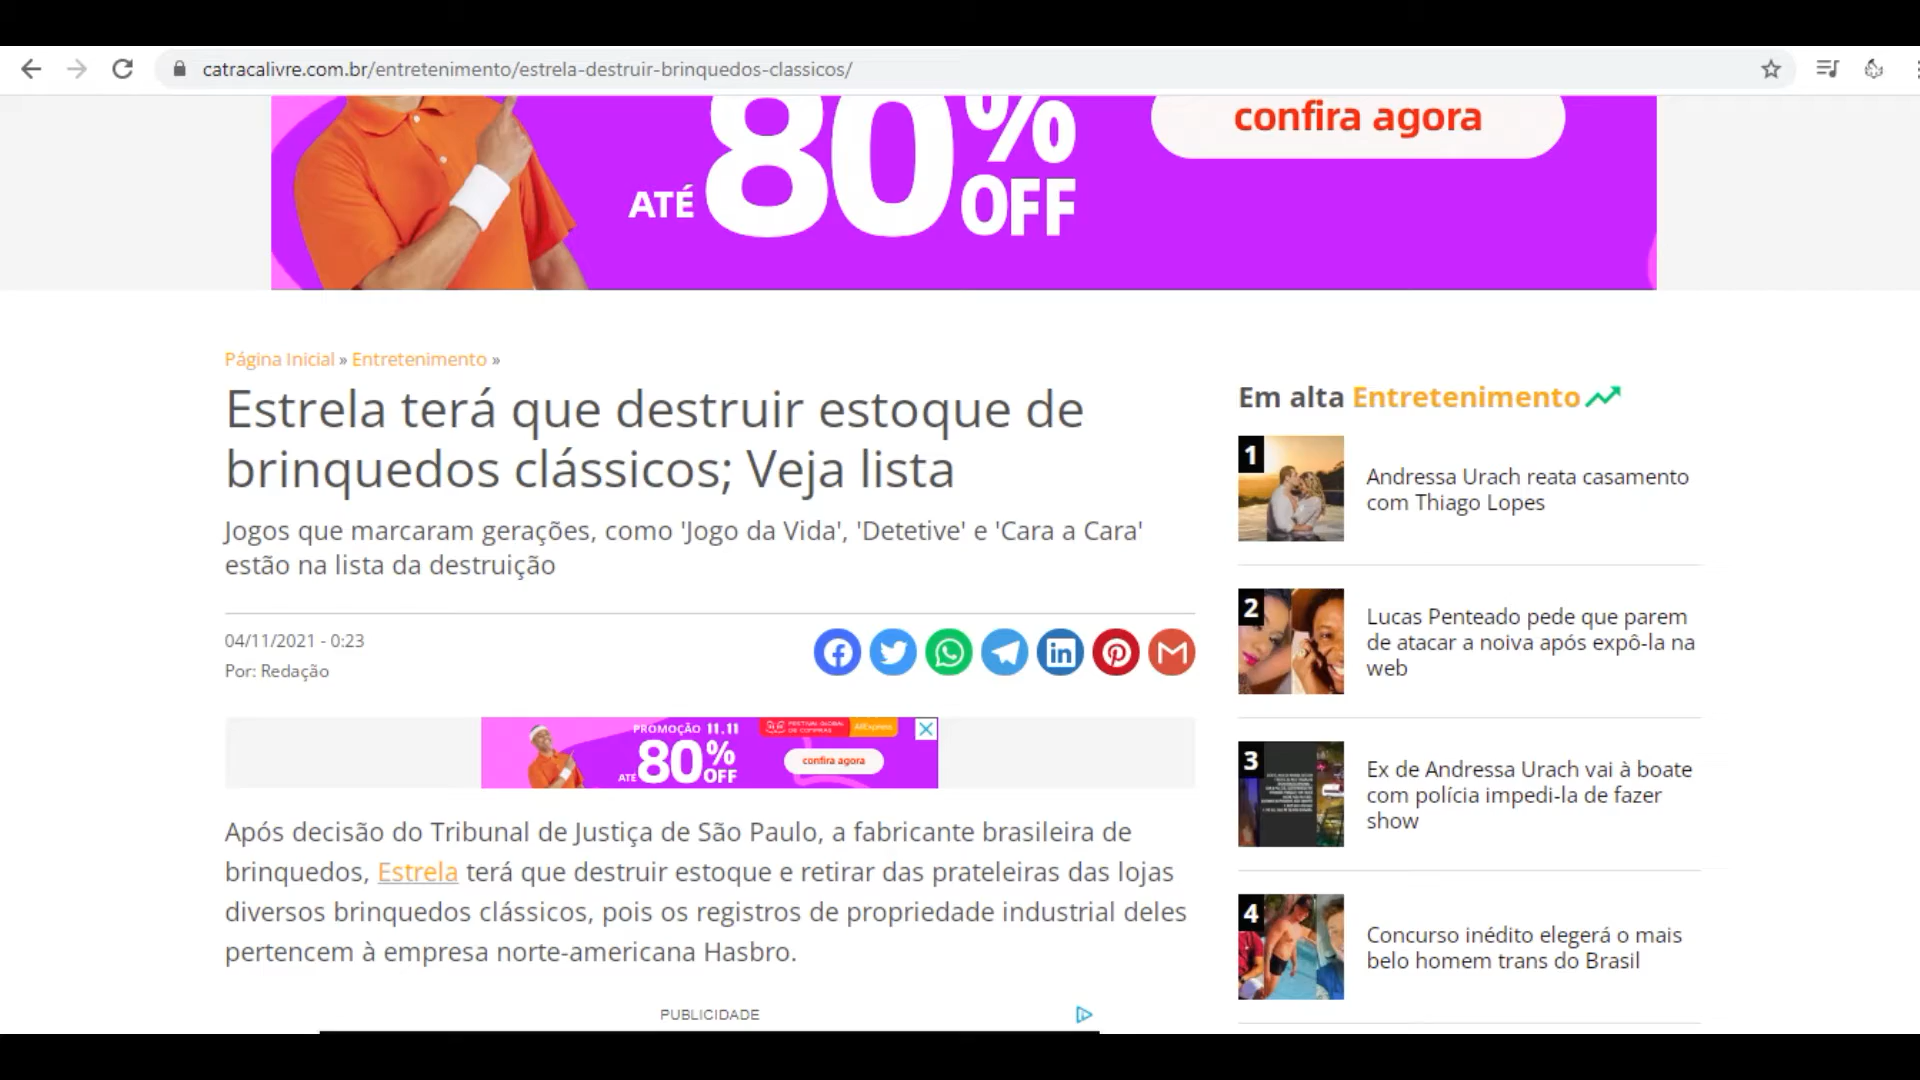 catracalivre.com.br/entretenimento/estrela-destruir-brinquedos-classicos/
ATÉ 80% OFF
confira agora
Página Inicial » Entretenimento »
Estrela terá que destruir estoque de
brinquedos clássicos; Veja lista
Jogos que marcaram gerações, como 'Jogo da Vida', 'Detetive' e 'Cara a Cara'
estão na lista da destruição
04/11/2021 - 0:23
Por: Redação
PROMOÇÃO 11.11
ATÉ 80% OFF
FESTIVAL GLOBAL
DE COMPRAS
AliExpress
confira agora
Após decisão do Tribunal de Justiça de São Paulo, a fabricante brasileira de
brinquedos, Estrela terá que destruir estoque e retirar das prateleiras das lojas
diversos brinquedos clássicos, pois os registros de propriedade industrial deles
pertencem à empresa norte-americana Hasbro.
PUBLICIDADE
Em alta Entretenimento
1
Andressa Urach reata casamento
com Thiago Lopes
2
Lucas Penteado pede que parem
de atacar a noiva após expô-la na
web
3
Ex de Andressa Urach vai à boate
com polícia impedi-la de fazer
show
4
Concurso inédito elegerá o mais
belo homem trans do Brasil